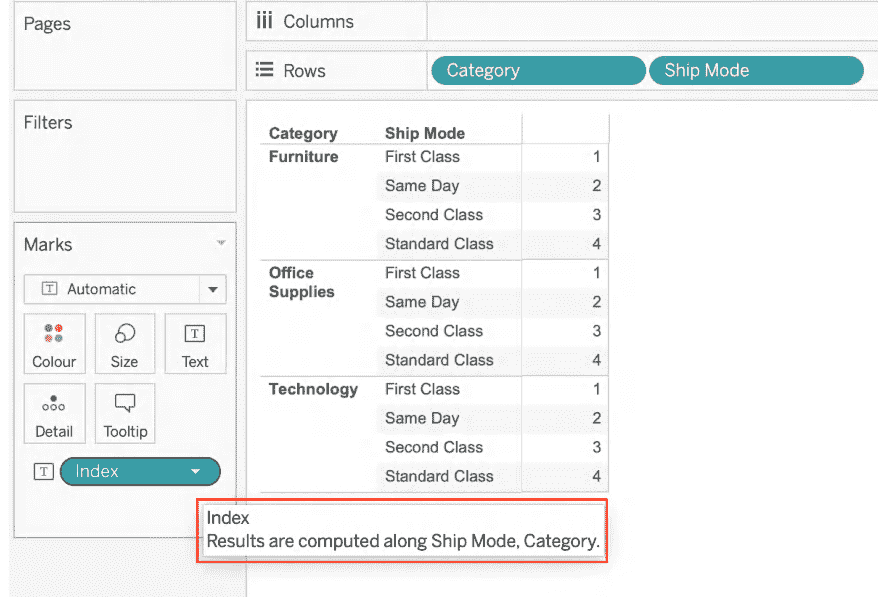 Pages
Columns
Rows Category Ship Mode
Filters
Category Ship Mode
Furniture First Class 1
Same Day 2
Second Class 3
Standard Class 4
Office Supplies First Class 1
Same Day 2
Second Class 3
Standard Class 4
Technology First Class 1
Same Day 2
Second Class 3
Standard Class 4
Marks
T Automatic
Colour Size T Text
Detail Tooltip
T Index
Index
Results are computed along Ship Mode, Category.